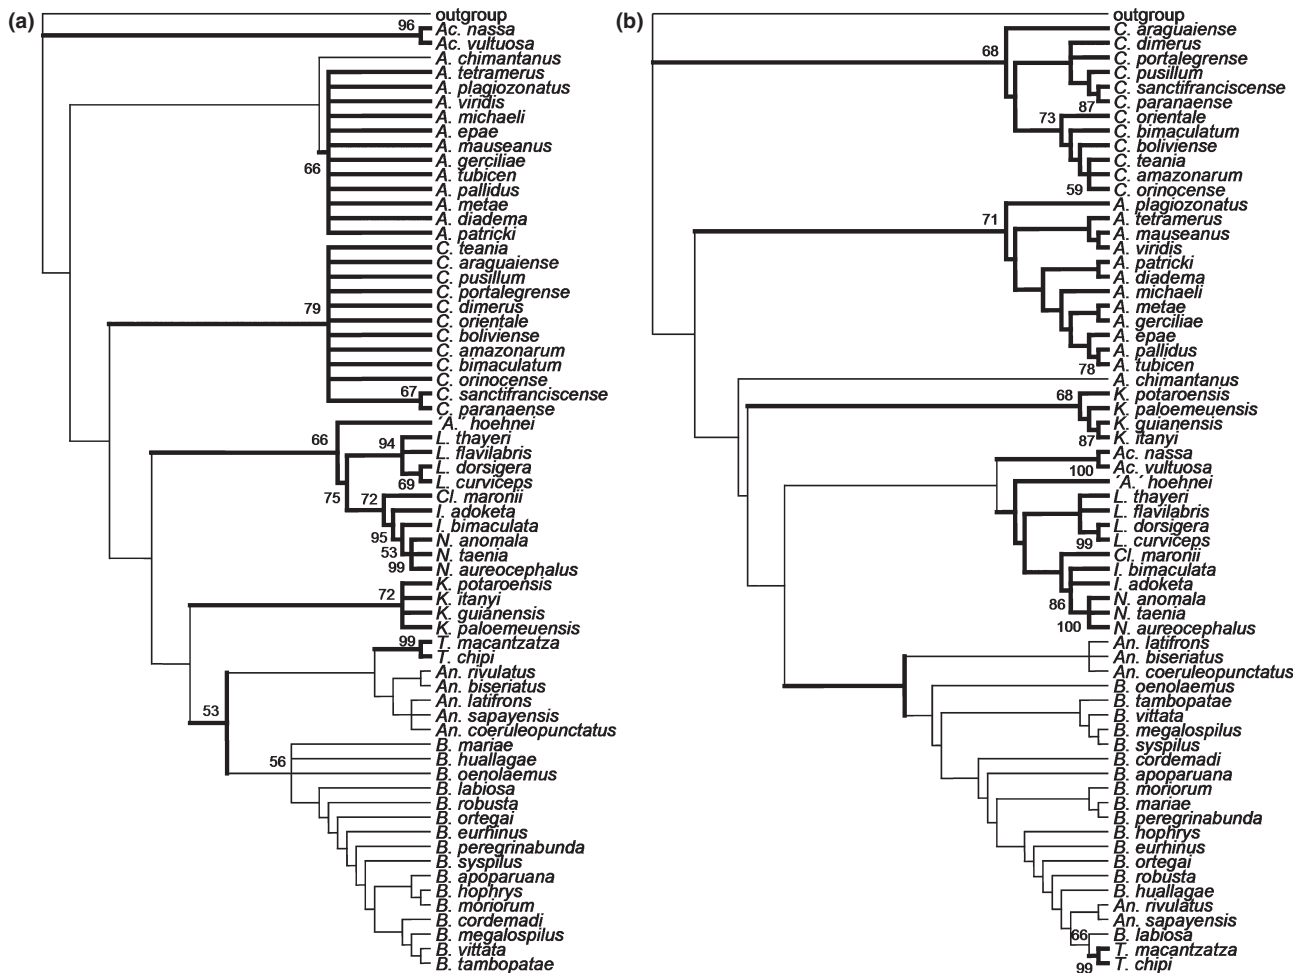 (a)
outgroup
96
Ac. nassa
Ac. vultuosa
A. chimantanus
A. tetramerus
A. plagiozonatus
A. viridis
A. michaeli
A. epae
A. mauseanus
66
A. gerciliae
A. tubicen
A. pallidus
A. metae
A. diadema
A. patricki
C. teania
C. araguaiense
C. pusillum
C. portalegrense
79
C. dimerus
C. orientale
C. boliviense
C. amazonarum
C. bimaculatum
C. orinocense
67
C. sanctifranciscense
C. paranaense
´A.´ hoehnei
66
L. thayeri
94
L. flavilabris
L. dorsigera
69
L. curviceps
75
72
Cl. maronii
I. adoketa
I. bimaculata
95
N. anomala
53
N. taenia
99
N. aureocephalus
K. potaroensis
72
K. itanyi
K. guianensis
K. paloemeuensis
99
T. macantzatza
T. chipi
An. rivulatus
An. biseriatus
An. latifrons
53
An. sapayensis
An. coeruleopunctatus
B. mariae
56
B. huallagae
B. oenolaemus
B. labiosa
B. robusta
B. ortegai
B. eurhinus
B. peregrinabunda
B. syspilus
B. apoparuana
B. hophrys
B. moriorum
B. cordemadi
B. megalospilus
B. vittata
B. tambopatae
(b)
outgroup
C. araguaiense
68
C. dimerus
C. portalegrense
C. pusillum
C. sanctifranciscense
87
C. paranaense
73
C. orientale
C. bimaculatum
C. boliviense
C. teania
C. amazonarum
59
C. orinocense
A. plagiozonatus
71
A. tetramerus
A. mauseanus
A. viridis
A. patricki
A. diadema
A. michaeli
A. metae
A. gerciliae
A. epae
A. pallidus
78
A. tubicen
A. chimantanus
68
K. potaroensis
K. paloemeuensis
K. guianensis
87
K. itanyi
Ac. nassa
100
Ac. vultuosa
´A.´ hoehnei
L. thayeri
L. flavilabris
L. dorsigera
99
L. curviceps
Cl. maronii
I. bimaculata
I. adoketa
86
N. anomala
N. taenia
100
N. aureocephalus
An. latifrons
An. biseriatus
An. coeruleopunctatus
B. oenolaemus
B. tambopatae
B. vittata
B. megalospilus
B. syspilus
B. cordemadi
B. apoparuana
B. moriorum
B. mariae
B. peregrinabunda
B. hophrys
B. eurhinus
B. ortegai
B. robusta
B. huallagae
An. rivulatus
An. sapayensis
66
B. labiosa
T. macantzatza
99
T. chipi